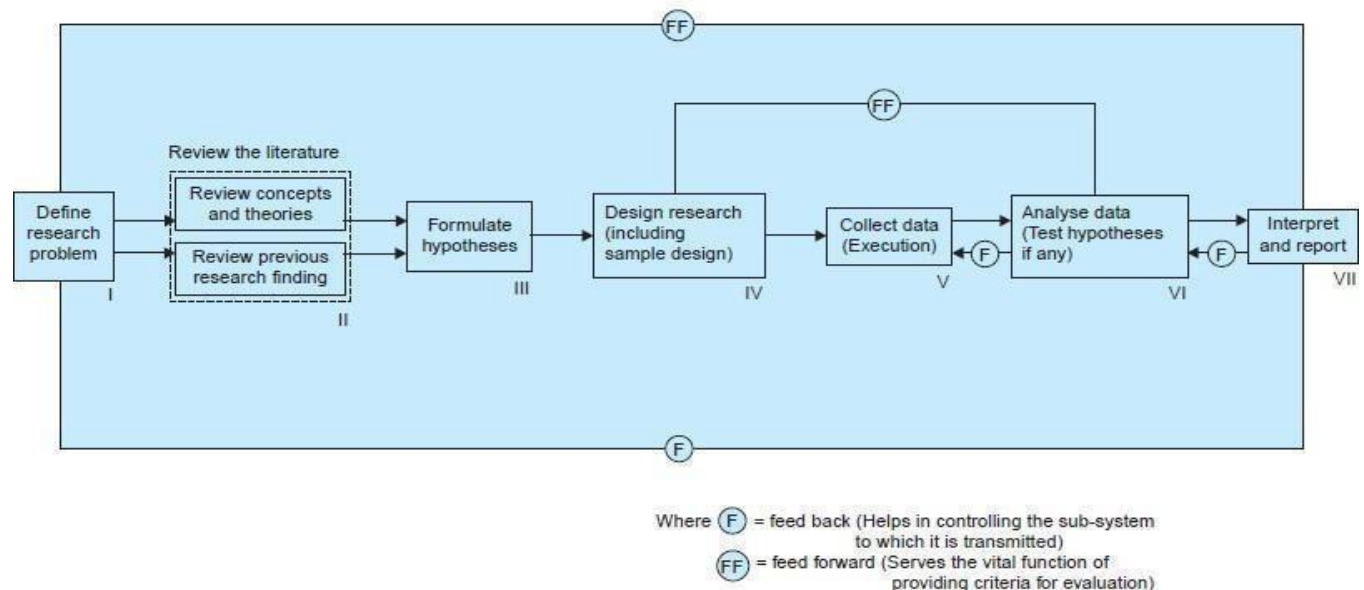 FF
FF
Review the literature
Define
research
problem
I
Review concepts
and theories
Review previous
research finding
II
Formulate
hypotheses
III
Design research
(including
sample design)
IV
Collect data
(Execution)
V
F
Analyse data
(Test hypotheses
if any)
VI
F
Interpret
and report
VII
F
Where F = feed back (Helps in controlling the sub-system
to which it is transmitted)
FF = feed forward (Serves the vital function of
providing criteria for evaluation)